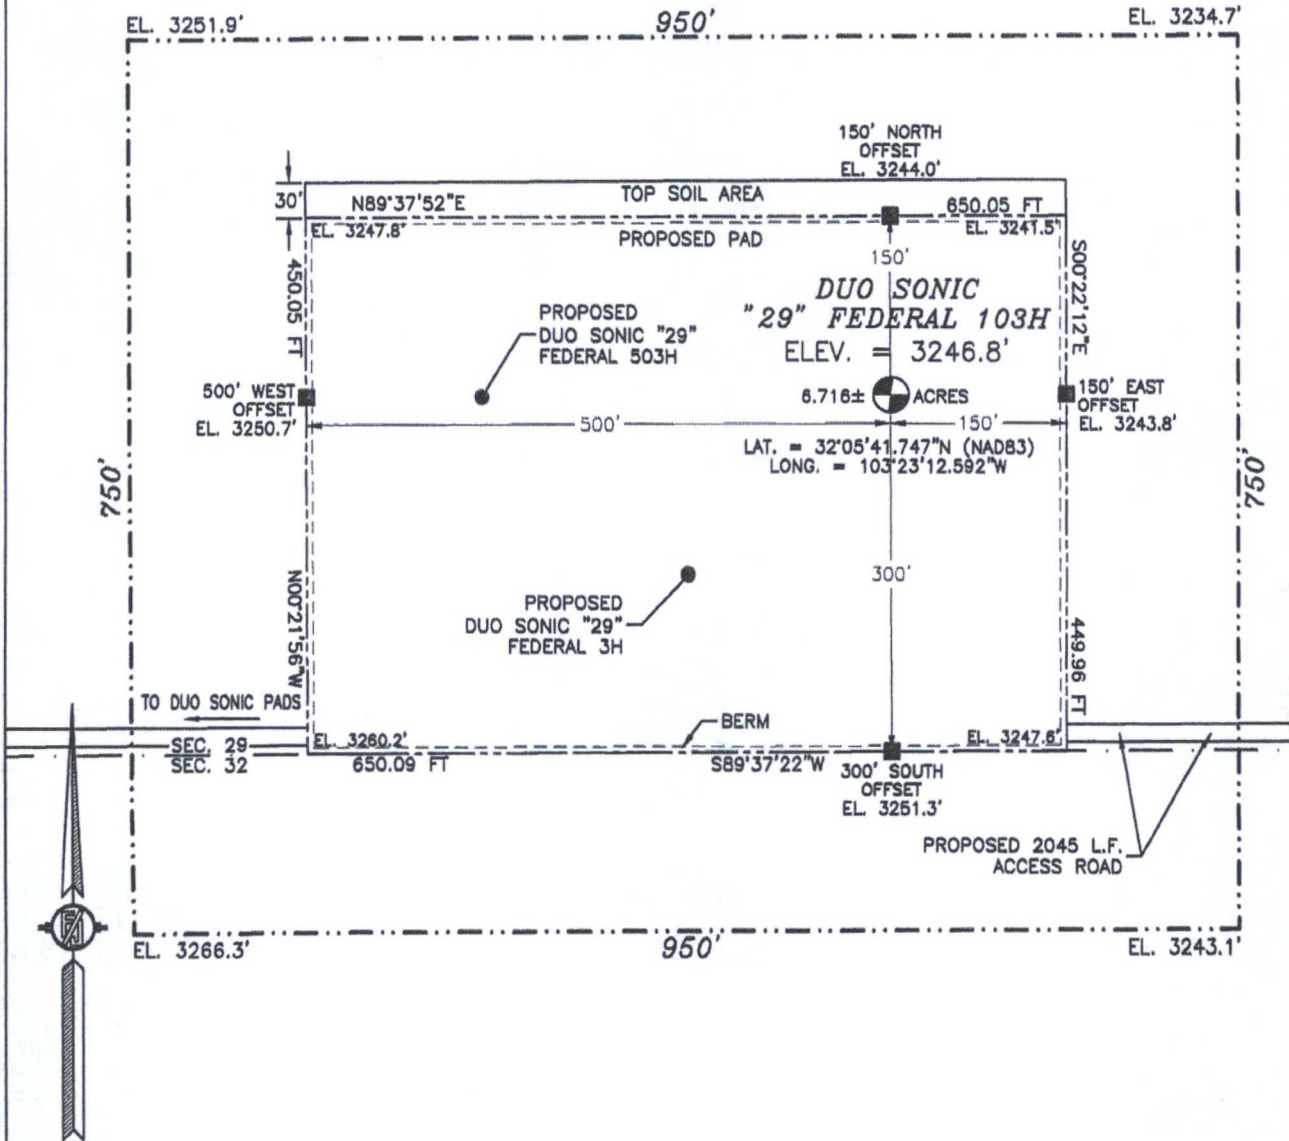 EL. 3251.9'
950'
EL. 3234.7'
150' NORTH
OFFSET
EL. 3244.0'
30'
TOP SOIL AREA
N89°37'52"E
650.05 FT
EL. 3247.8'
PROPOSED PAD
EL. 3241.5'
150'
450.05 FT
S00°22'12"E
DUO SONIC
"29" FEDERAL 103H
ELEV. = 3246.8'
PROPOSED
DUO SONIC "29"
FEDERAL 503H
500' WEST
OFFSET
EL. 3250.7'
6.716± ACRES
150' EAST
OFFSET
EL. 3243.8'
500'
150'
LAT. = 32°05'41.747"N (NAD83)
LONG. = 103°23'12.592"W
750'
750'
300'
N00°21'56"W
PROPOSED
DUO SONIC "29"
FEDERAL 3H
449.96 FT
TO DUO SONIC PADS
BERM
SEC. 29
SEC. 32
EL. 3260.2'
EL. 3247.6'
650.09 FT
S89°37'22"W
300' SOUTH
OFFSET
EL. 3251.3'
PROPOSED 2045 L.F.
ACCESS ROAD
EL. 3266.3'
950'
EL. 3243.1'